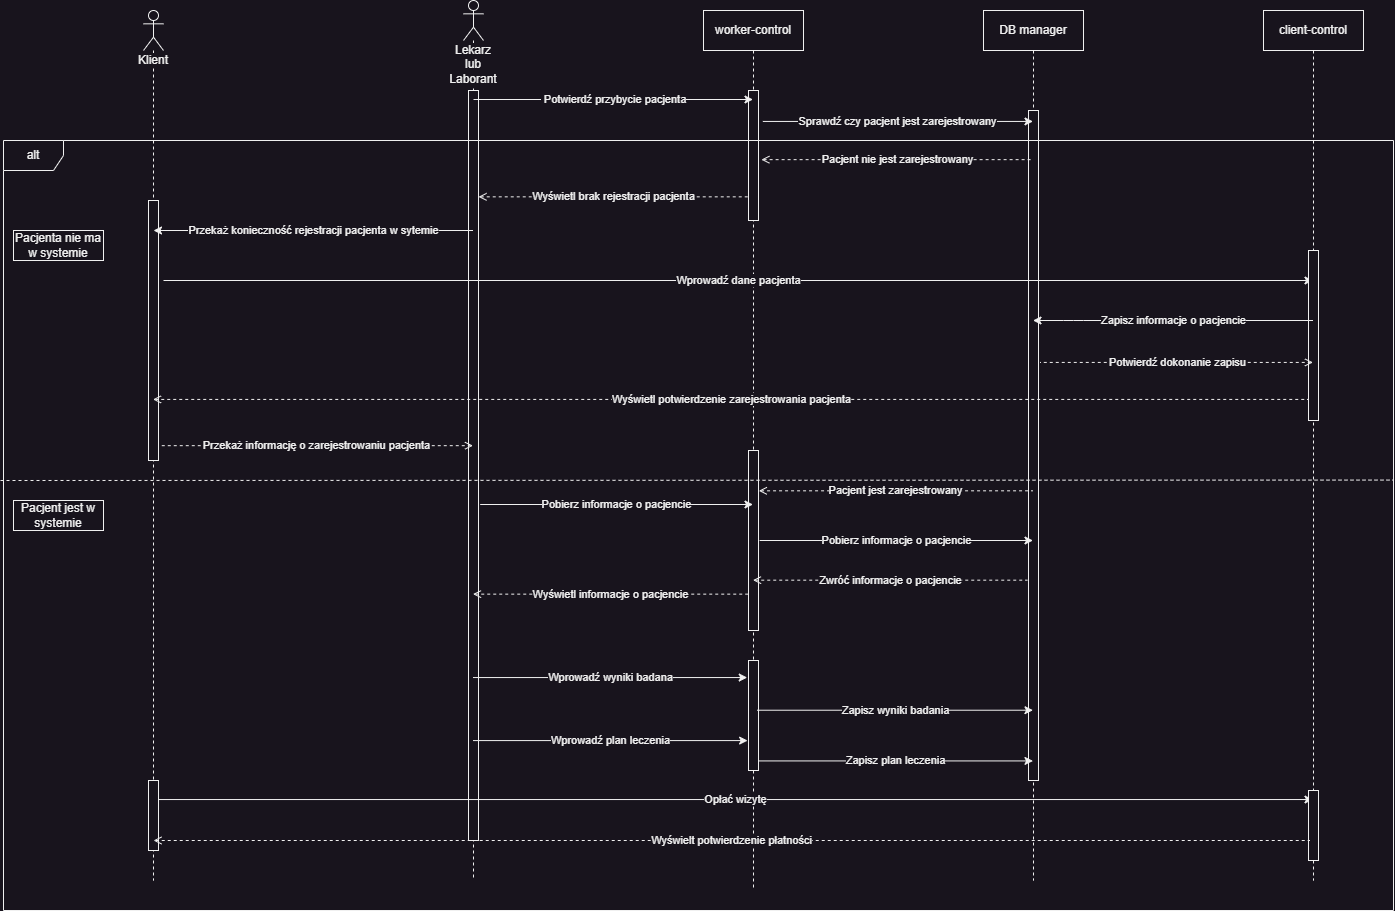 Klient
Lekarz
lub
Laborant
worker-control
DB manager
client-control
Potwierdź przybycie pacjenta
Sprawdź czy pacjent jest zarejestrowany
alt
Pacjent nie jest zarejestrowany
Wyświetl brak rejestracji pacjenta
Pacjenta nie ma
w systemie
Przekaż konieczność rejestracji pacjenta w sytemie
Wprowadź dane pacjenta
Zapisz informacje o pacjencie
Potwierdź dokonanie zapisu
Wyświetl potwierdzenie zarejestrowania pacjenta
Przekaż informację o zarejestrowaniu pacjenta
Pacjent jest w
systemie
Pacjent jest zarejestrowany
Pobierz informacje o pacjencie
Pobierz informacje o pacjencie
Zwróć informacje o pacjencie
Wyświetl informacje o pacjencie
Wprowadź wyniki badana
Zapisz wyniki badania
Wprowadź plan leczenia
Zapisz plan leczenia
Opłać wizytę
Wyświelt potwierdzenie płatności